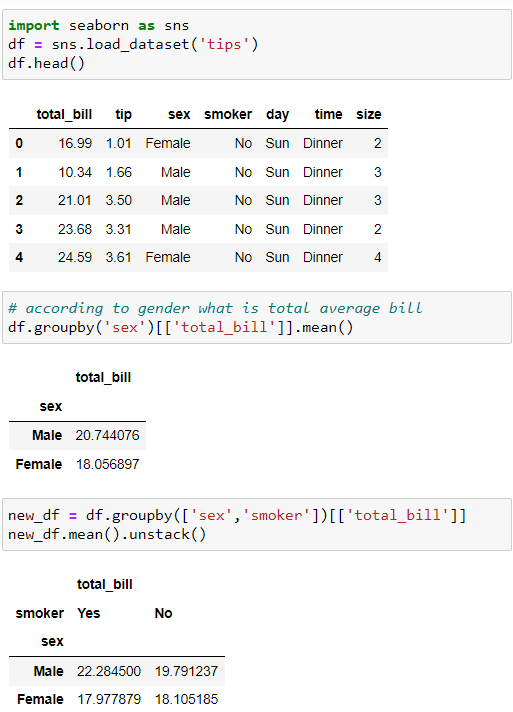 import seaborn as sns
df = sns.load_dataset('tips')
df.head()
total_bill tip sex smoker day time size
0 16.99 1.01 Female No Sun Dinner 2
1 10.34 1.66 Male No Sun Dinner 3
2 21.01 3.50 Male No Sun Dinner 3
3 23.68 3.31 Male No Sun Dinner 2
4 24.59 3.61 Female No Sun Dinner 4
# according to gender what is total average bill
df.groupby('sex')[['total_bill']].mean()
total_bill
sex
Male 20.744076
Female 18.056897
new_df = df.groupby(['sex','smoker'])[['total_bill']]
new_df.mean().unstack()
total_bill
smoker Yes No
sex
Male 22.284500 19.791237
Female 17.977879 18.105185